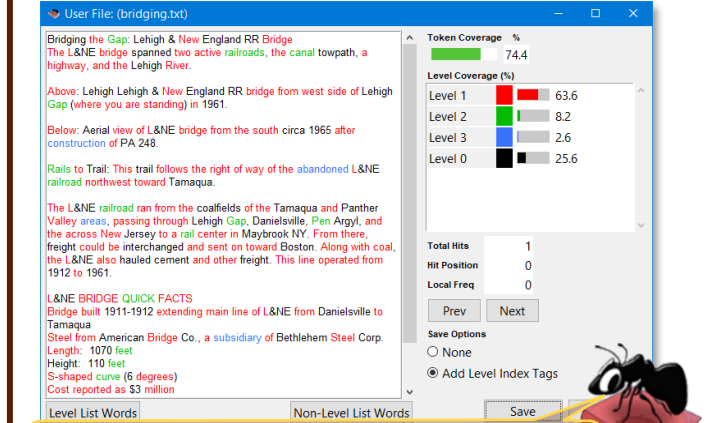 User File: (bridging.txt)
Bridging the Gap: Lehigh & New England RR Bridge
The L&NE bridge spanned two active railroads, the canal towpath, a
highway, and the Lehigh River.
Above: Lehigh Lehigh & New England RR bridge from west side of Lehigh
Gap (where you are standing) in 1961.
Below: Aerial view of L&NE bridge from the south circa 1965 after
construction of PA 248.
Rails to Trail: This trail follows the right of way of the abandoned L&NE
railroad northwest toward Tamaqua.
The L&NE railroad ran from the coalfields of the Tamaqua and Panther
Valley areas, passing through Lehigh Gap, Danielsville, Pen Argyl, and
the across New Jersey to a rail center in Maybrook NY. From there,
freight could be interchanged and sent on toward Boston. Along with coal,
the L&NE also hauled cement and other freight. This line operated from
1912 to 1961.
L&NE BRIDGE QUICK FACTS
Bridge built 1911-1912 extending main line of L&NE from Danielsville to
Tamaqua
Steel from American Bridge Co., a subsidiary of Bethlehem Steel Corp.
Length: 1070 feet
Height: 110 feet
S-shaped curve (6 degrees)
Cost reported as $3 million
Level List Words
Non-Level List Words
Token Coverage %
74.4
Level Coverage (%)
Level 1 63.6
Level 2 8.2
Level 3 2.6
Level 0 25.6
Total Hits 1
Hit Position 0
Local Freq 0
Prev Next
Save Options
None
Add Level Index Tags
Save